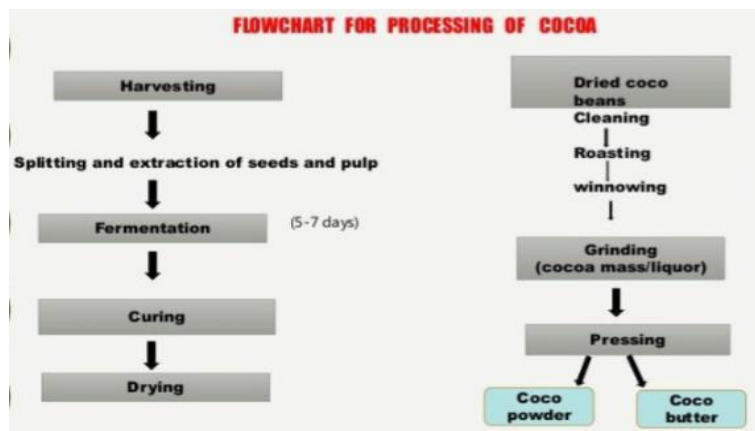 FLOWCHART FOR PROCESSING OF COCOA
Harvesting
Splitting and extraction of seeds and pulp
Fermentation
(5-7 days)
Curing
Drying
Dried coco
beans
Cleaning
Roasting
winnowing
Grinding
(cocoa mass/liquor)
Pressing
Coco
powder
Coco
butter